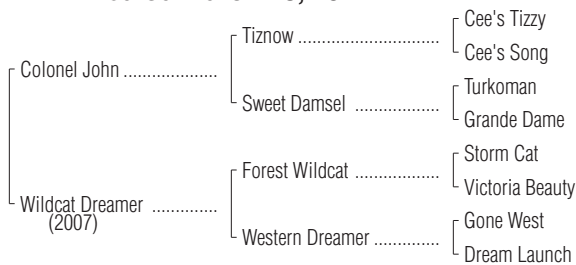 Cee's Tizzy
Tiznow ...................................
Cee's Song
Colonel John ....................
Turkoman
Sweet Damsel ....................
Grande Dame
Storm Cat
Forest Wildcat ....................
Victoria Beauty
Wildcat Dreamer ..............
(2007)
Gone West
Western Dreamer ...............
Dream Launch